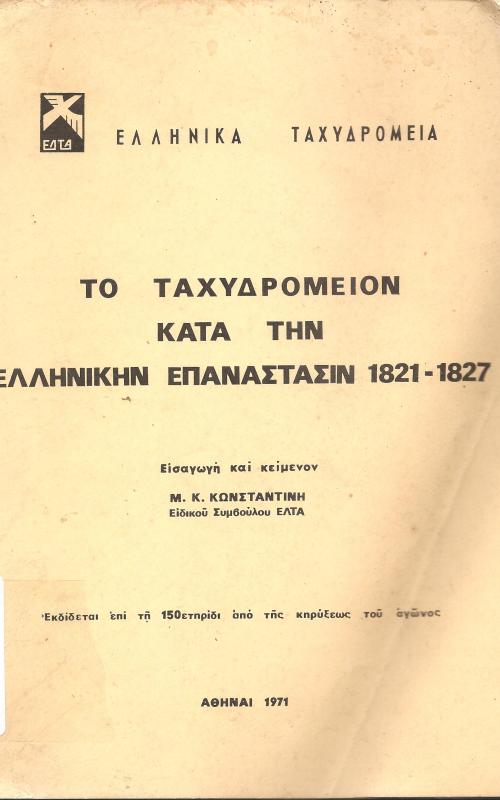 ΕΛΤΑ
ΕΛΛΗΝΙΚΑ ΤΑΧΥΔΡΟΜΕΙΑ
ΤΟ ΤΑΧΥΔΡΟΜΕΙΟΝ
ΚΑΤΑ ΤΗΝ
ΕΛΛΗΝΙΚΗΝ ΕΠΑΝΑΣΤΑΣΙΝ 1821-1827
Εἰσαγωγὴ καὶ κείμενον
Μ. Κ. ΚΩΝΣΤΑΝΤΙΝΗ
Εἰδικοῦ Συμβούλου ΕΛΤΑ
Ἐκδίδεται ἐπὶ τῇ 150ετηρίδι ἀπὸ τῆς κηρύξεως τοῦ ἀγῶνος
ΑΘΗΝΑΙ 1971